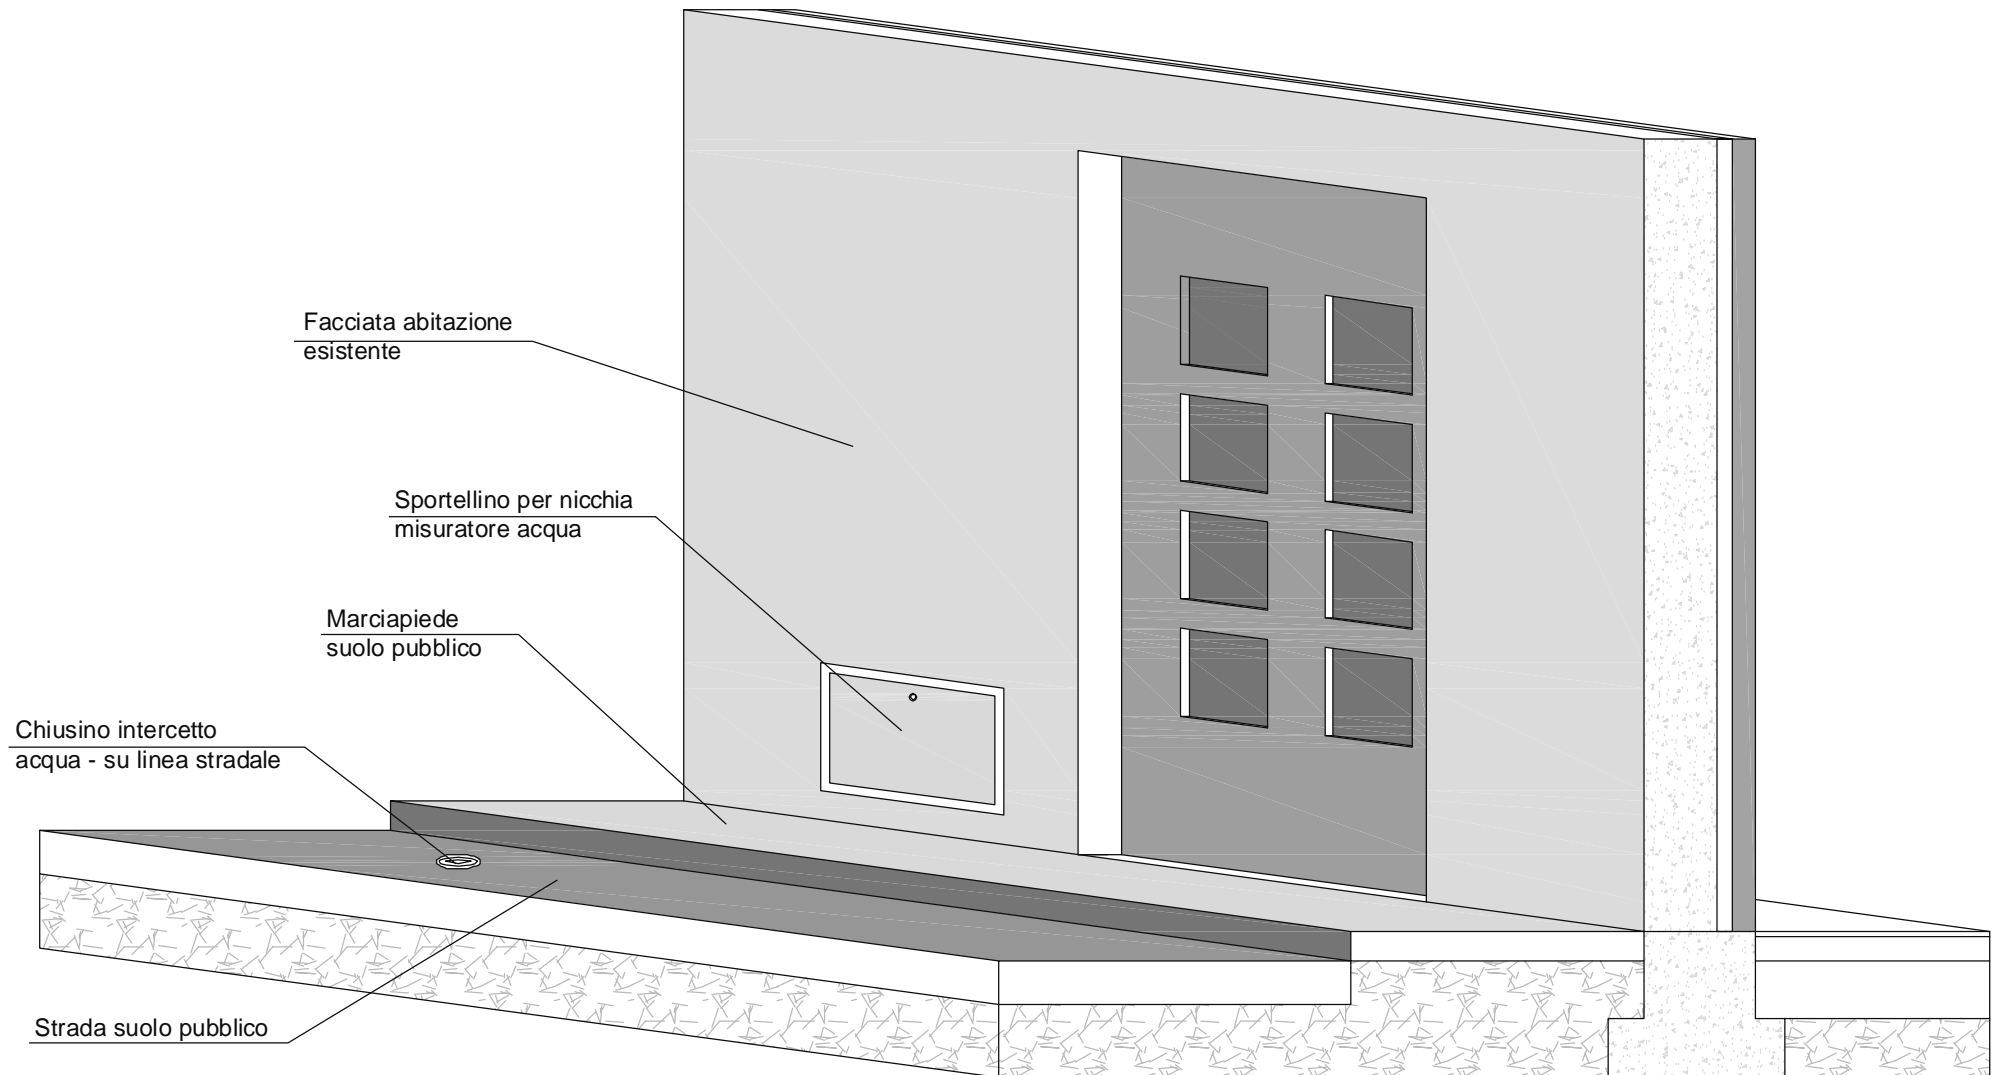 Facciata abitazione
esistente
Sportellino per nicchia
misuratore acqua
Marciapiede
suolo pubblico
Chiusino intercetto
acqua - su linea stradale
Strada suolo pubblico